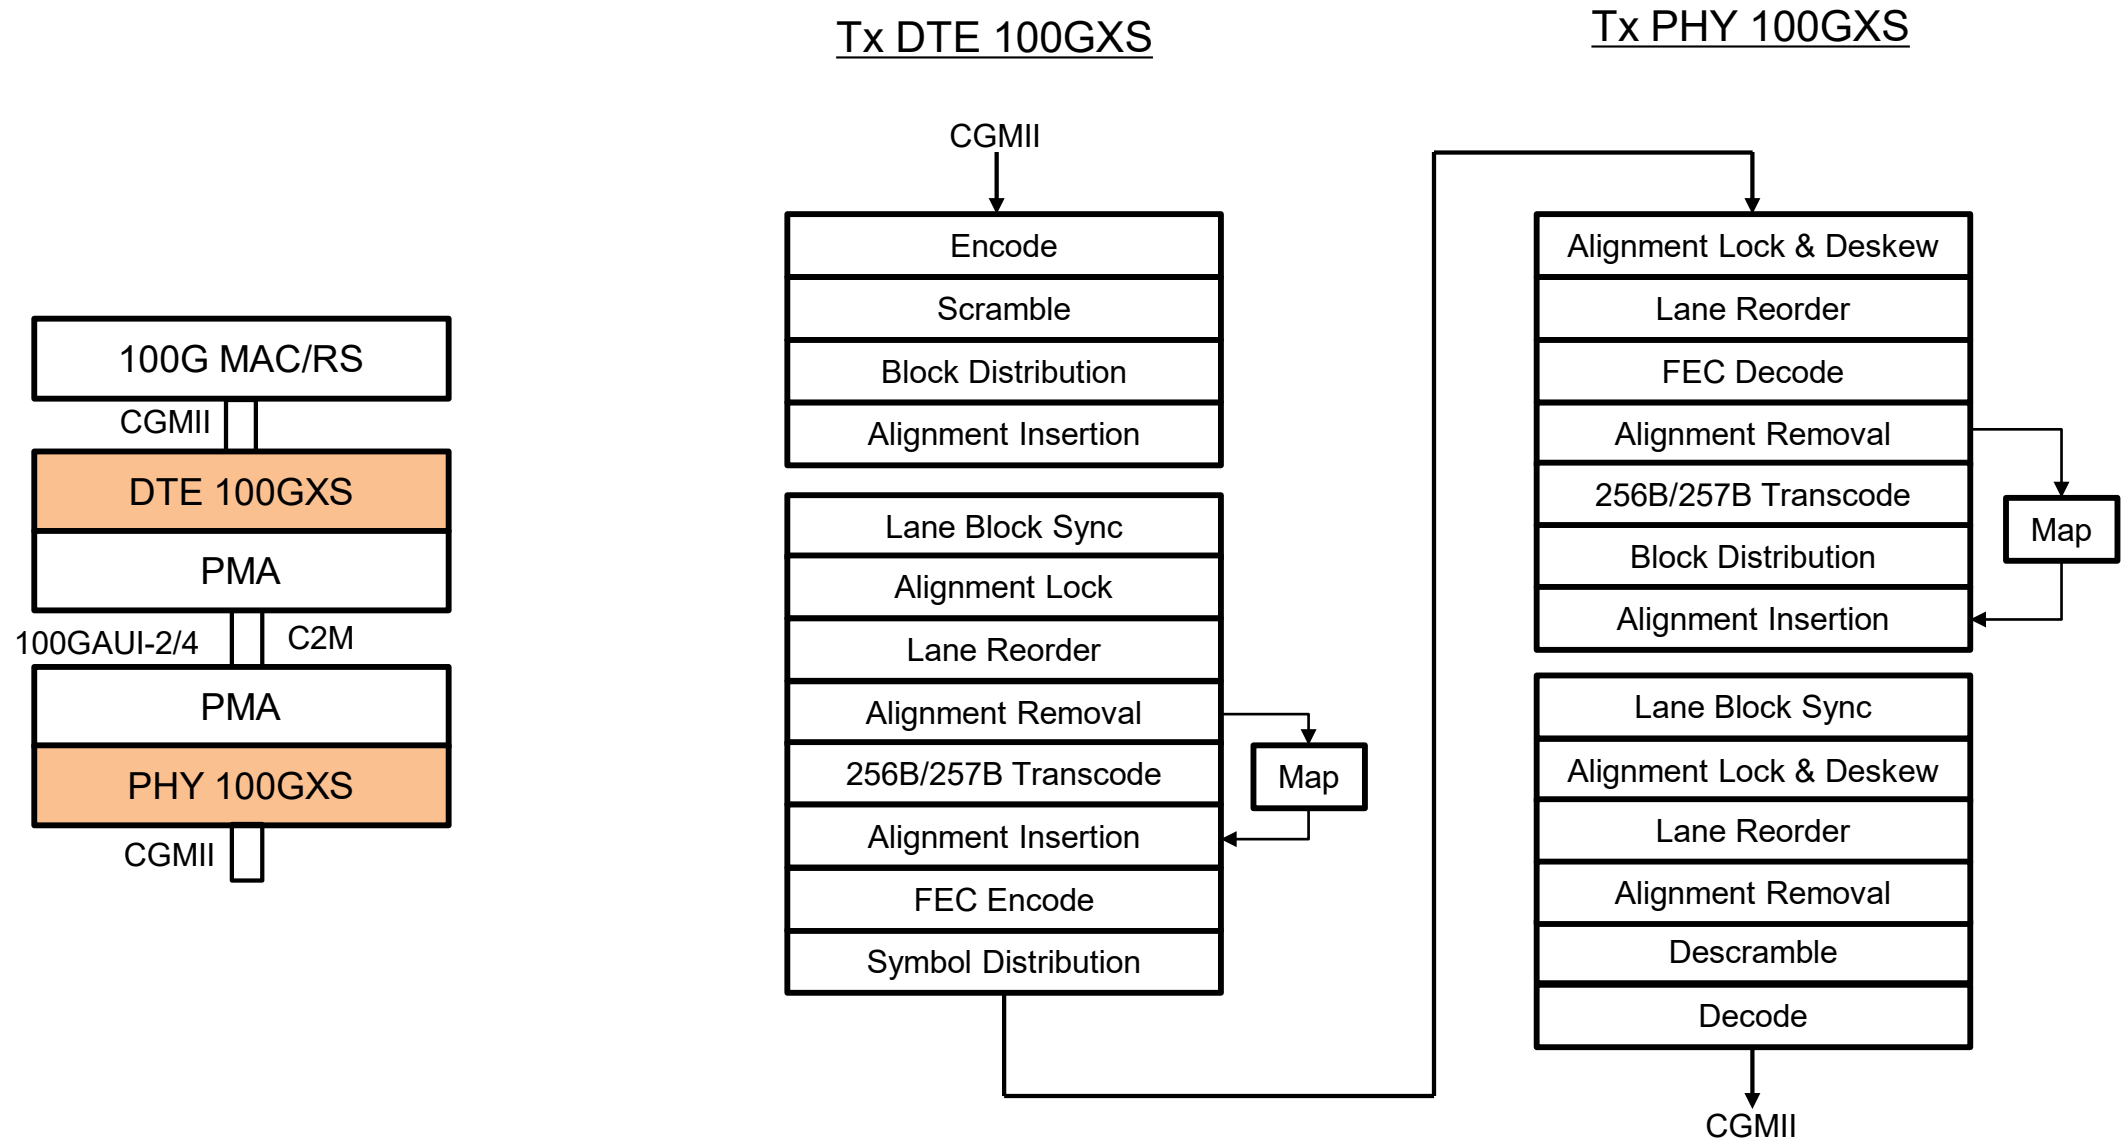 Tx DTE 100GXS
Tx PHY 100GXS
100G MAC/RS
CGMII
DTE 100GXS
PMA
100GAUI-2/4
C2M
PMA
PHY 100GXS
CGMII
CGMII
Encode
Scramble
Block Distribution
Alignment Insertion
Lane Block Sync
Alignment Lock
Lane Reorder
Alignment Removal
256B/257B Transcode
Alignment Insertion
FEC Encode
Symbol Distribution
Map
Alignment Lock & Deskew
Lane Reorder
FEC Decode
Alignment Removal
256B/257B Transcode
Block Distribution
Alignment Insertion
Map
Lane Block Sync
Alignment Lock & Deskew
Lane Reorder
Alignment Removal
Descramble
Decode
CGMII